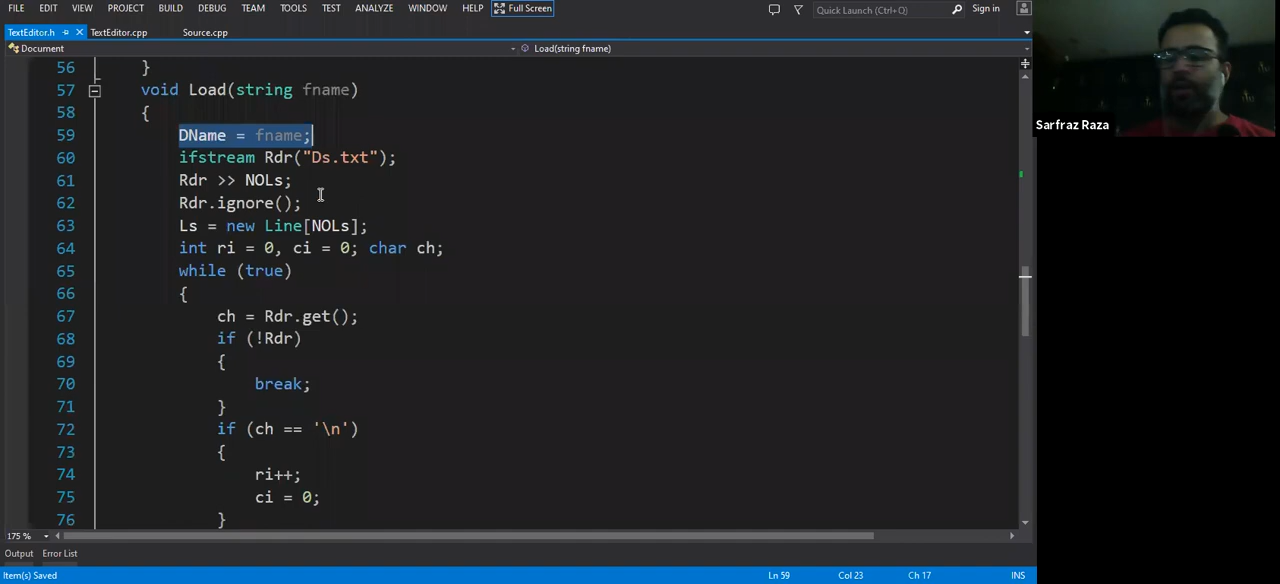 FILE EDIT VIEW PROJECT BUILD DEBUG TEAM TOOLS TEST ANALYZE WINDOW HELP Full Screen Quick Launch (Ctrl+Q) Sign in
TextEditor.h TextEditor.cpp Source.cpp
Document Load(string fname)
56 }
57 void Load(string fname)
58 {
59 DName = fname;
60 ifstream Rdr("Ds.txt");
61 Rdr >> NOLs;
62 Rdr.ignore();
63 Ls = new Line[NOLs];
64 int ri = 0, ci = 0; char ch;
65 while (true)
66 {
67 ch = Rdr.get();
68 if (!Rdr)
69 {
70 break;
71 }
72 if (ch == '\n')
73 {
74 ri++;
75 ci = 0;
76 }
175 %
Output Error List
Item(s) Saved Ln 59 Col 23 Ch 17 INS
Sarfraz Raza